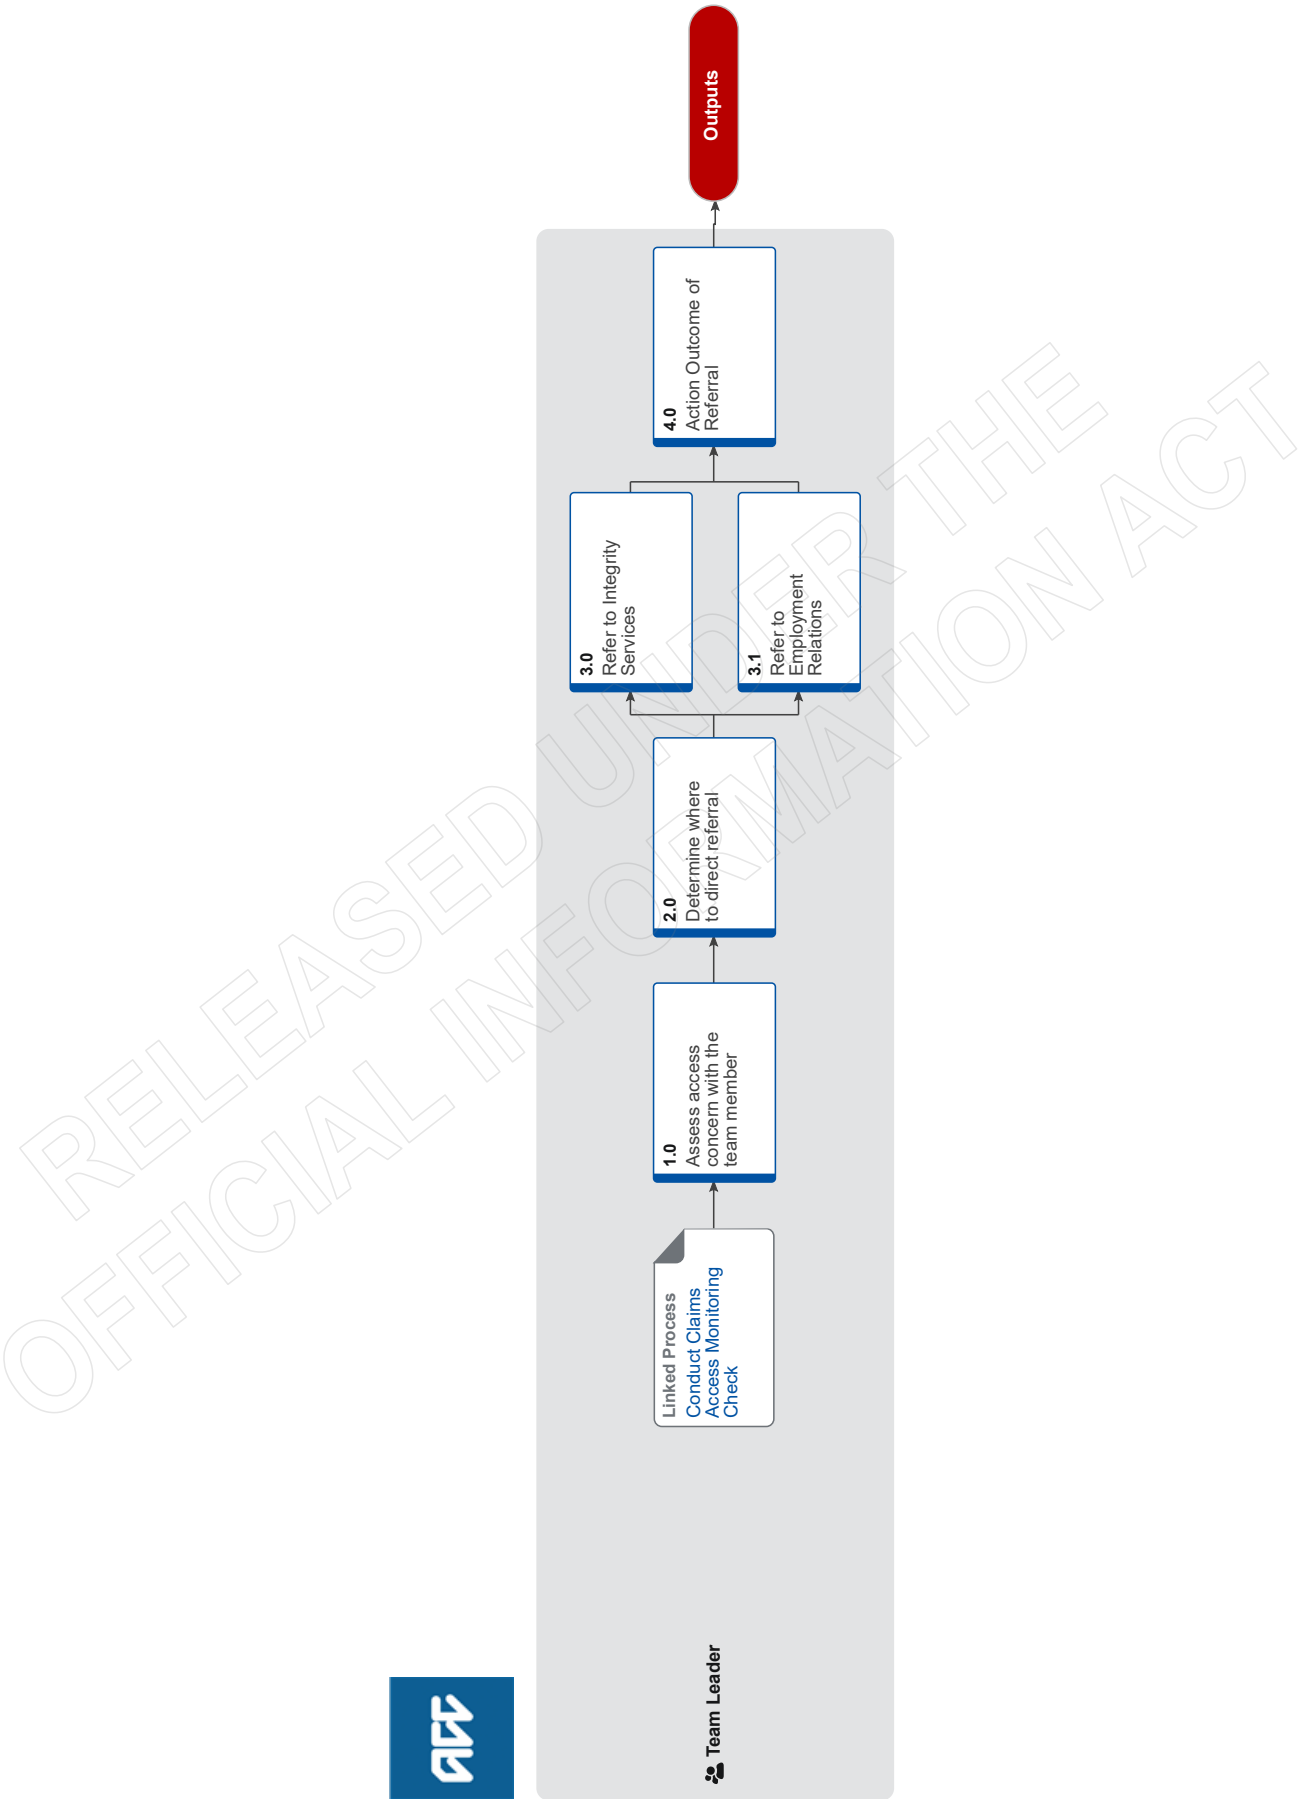 acc
Team Leader
Linked Process
Conduct Claims
Access Monitoring
Check
1.0
Assess access
concern with the
team member
2.0
Determine where
to direct referral
3.0
Refer to Integrity
Services
3.1
Refer to
Employment
Relations
4.0
Action Outcome of
Referral
Outputs
RELEASED UNDER THE
OFFICIAL INFORMATION ACT